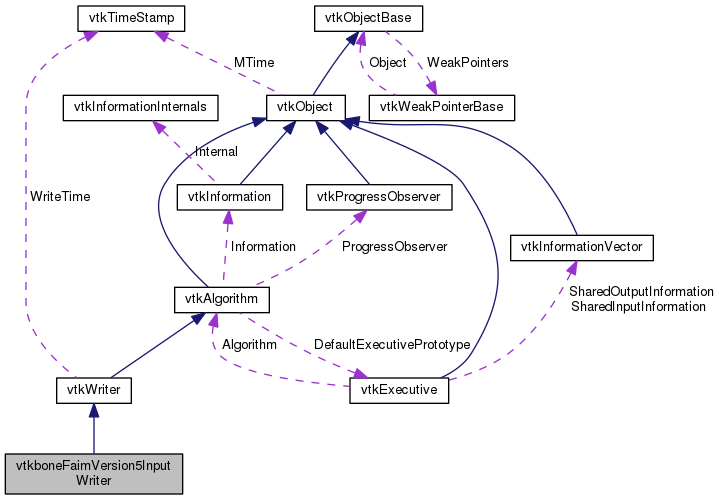 vtkTimeStamp
vtkObjectBase
MTime
Object
WeakPointers
vtkInformationInternals
vtkObject
vtkWeakPointerBase
Internal
WriteTime
vtkInformation
vtkProgressObserver
Information
ProgressObserver
vtkInformationVector
vtkAlgorithm
SharedOutputInformation
SharedInputInformation
Algorithm
DefaultExecutivePrototype
vtkWriter
vtkExecutive
vtkboneFaimVersion5Input
Writer